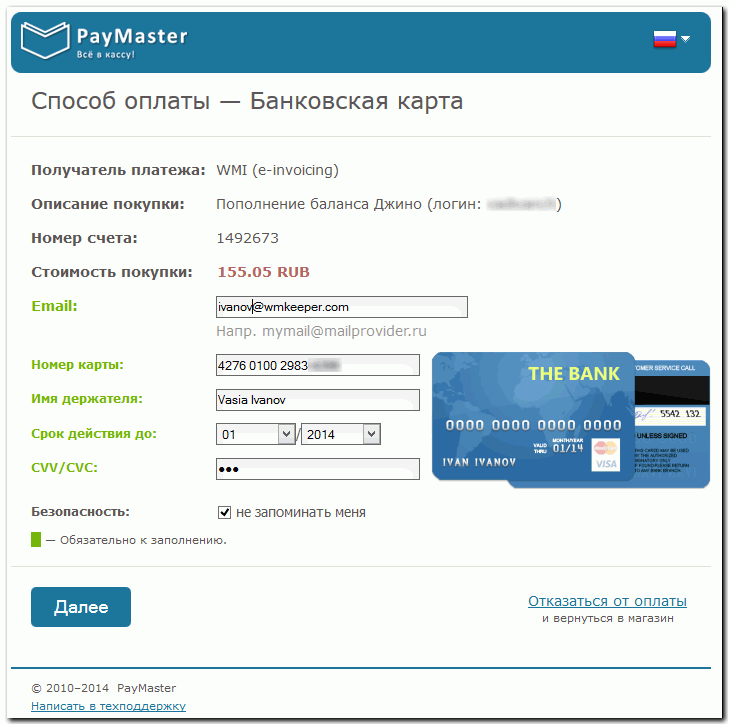 PayMaster
Всё в кассу!
Способ оплаты — Банковская карта
Получатель платежа: WMI (e-invoicing)
Описание покупки: Пополнение баланса Джино (логин: )
Номер счета: 1492673
Стоимость покупки: 155.05 RUB
Email: ivanov@wmkeeper.com
Напр. mymail@mailprovider.ru
Номер карты: 4276 0100 2983
Имя держателя: Vasia Ivanov
Срок действия до: 01 / 2014
CVV/CVC: •••
THE BANK
0000 0000 0000 0000
VALID THRU
MONTH/YEAR
01/14
IVAN IVANOV
VISA
TOMER SERVICE CALL
5542 132
UNLESS SIGNED
Безопасность: не запоминать меня
— Обязательно к заполнению.
Далее
Отказаться от оплаты
и вернуться в магазин
© 2010–2014 PayMaster
Написать в техподдержку